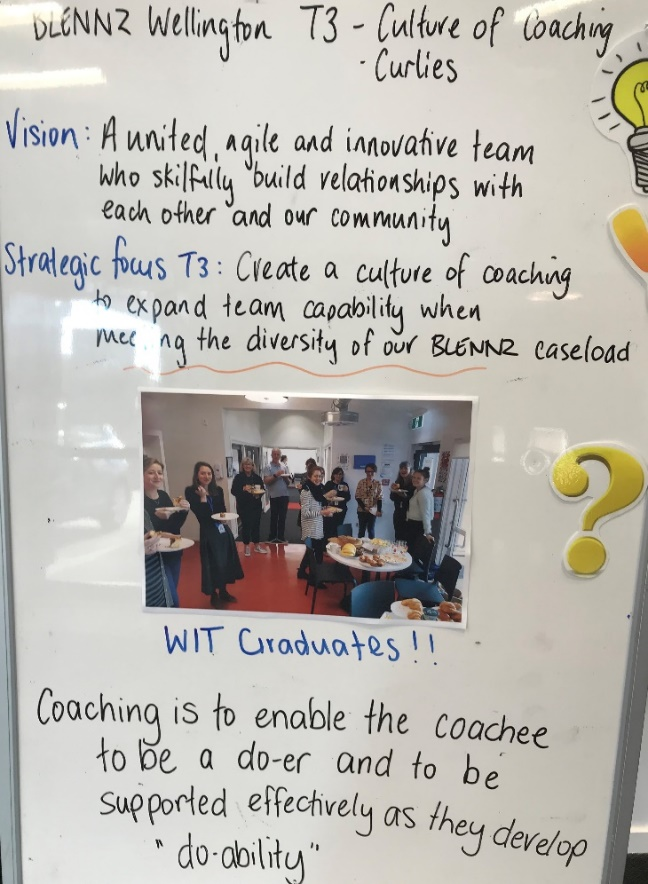 BLENNZ Wellington T3 - Culture of Coaching
· Curlies
Vision: A united, agile and innovative team
who skilfully build relationships with
each other and our community
Strategic focus T3: Create a culture of coaching
to expand team capability when
meeting the diversity of our BLENNZ caseload
WIT Graduates!!
Coaching is to enable the coachee
to be a do-er and to be
supported effectively as they develop
"do-ability"